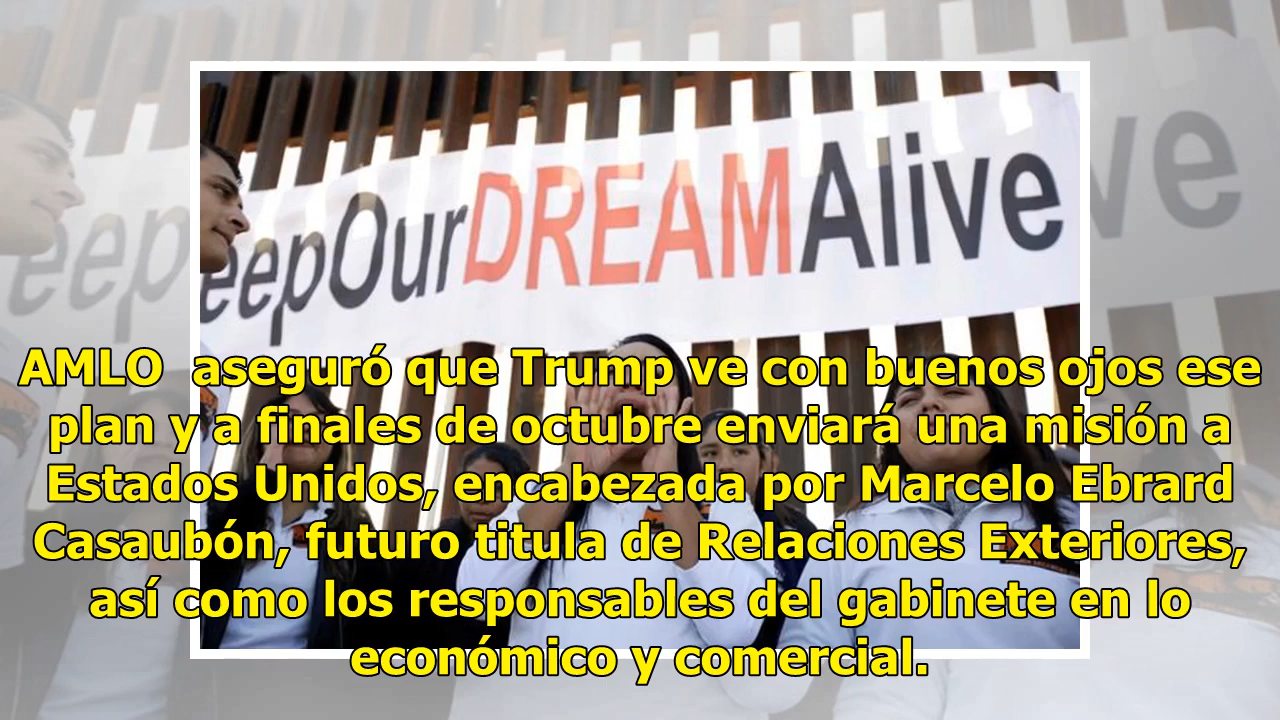 eepOurDREAMAlive
AMLO aseguró que Trump ve con buenos ojos ese
plan y a finales de octubre enviará una misión a
Estados Unidos, encabezada por Marcelo Ebrard
Casaubón, futuro titula de Relaciones Exteriores,
así como los responsables del gabinete en lo
económico y comercial.